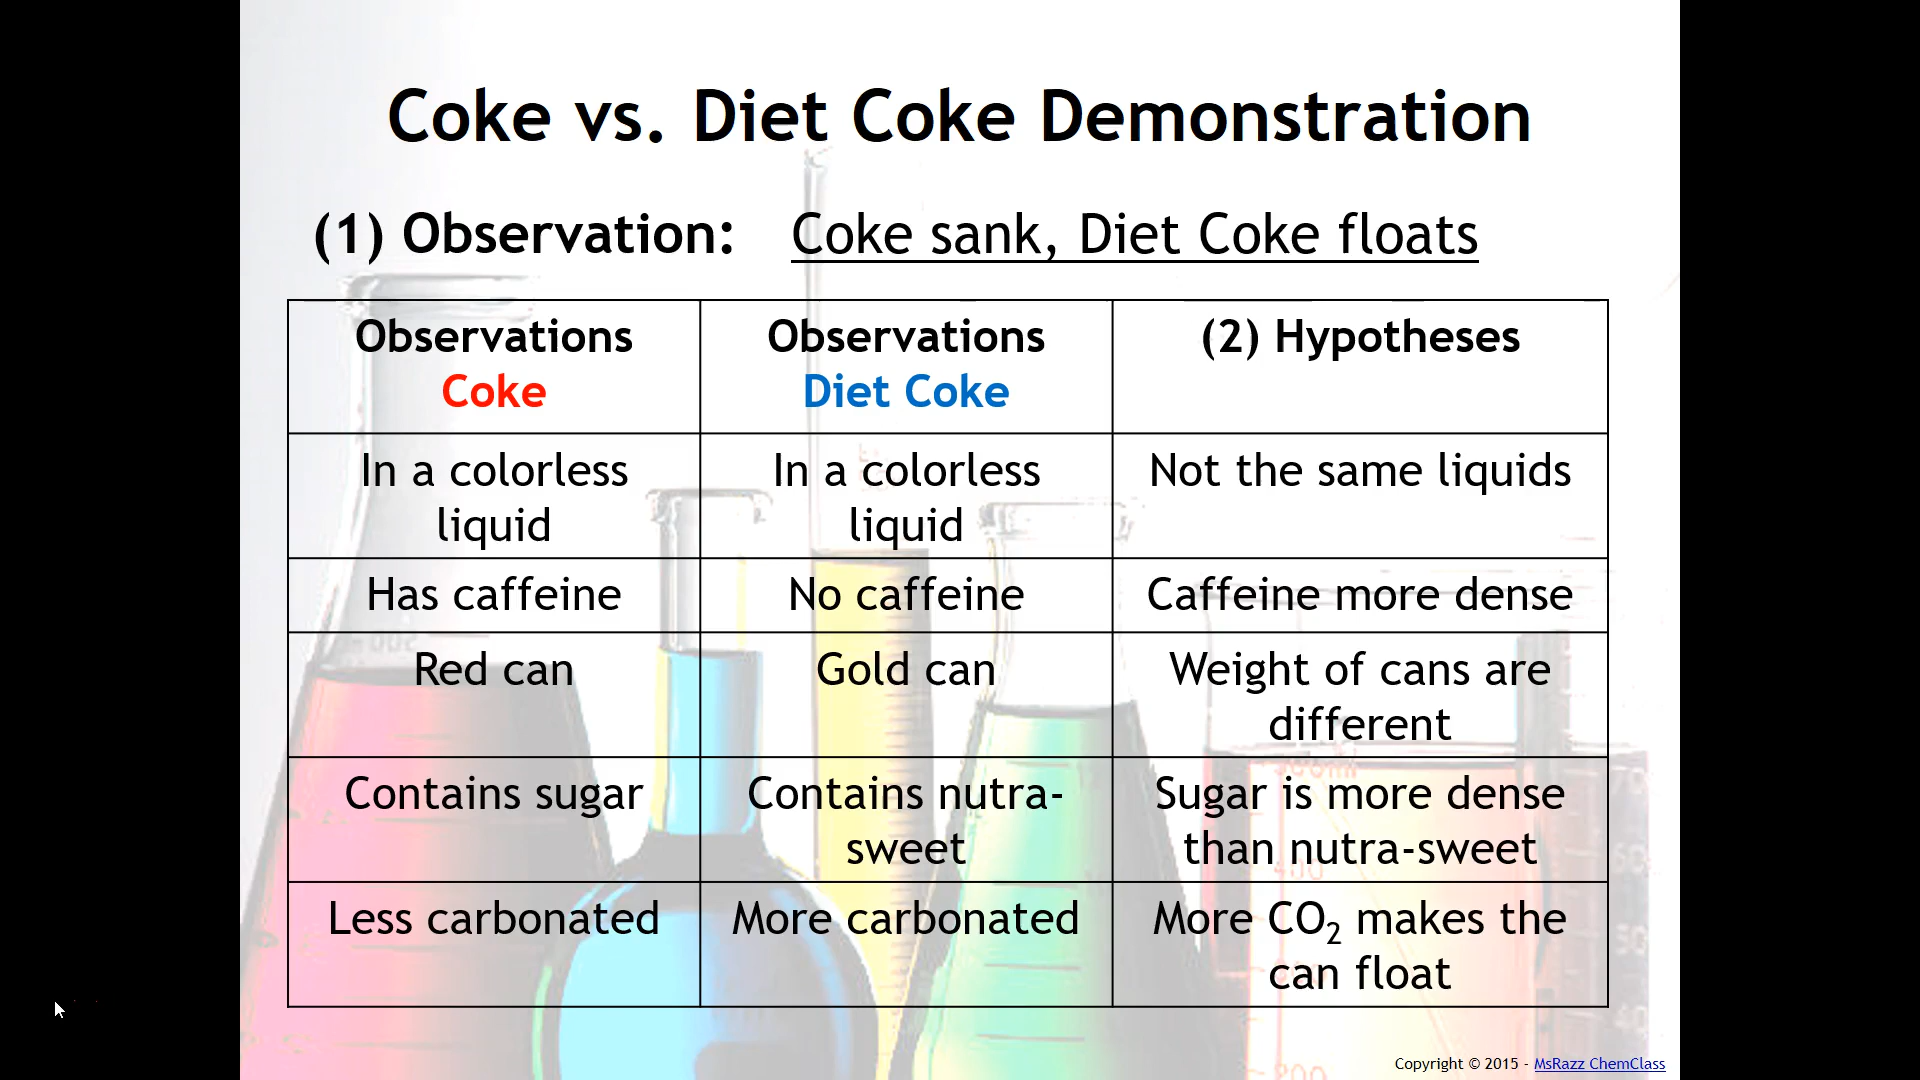 Coke vs. Diet Coke Demonstration
(1) Observation: Coke sank, Diet Coke floats
Observations
Coke
Observations
Diet Coke
(2) Hypotheses
In a colorless
liquid
In a colorless
liquid
Not the same liquids
Has caffeine
No caffeine
Caffeine more dense
Red can
Gold can
Weight of cans are
different
Contains sugar
Contains nutra-
sweet
Sugar is more dense
than nutra-sweet
Less carbonated
More carbonated
More CO₂ makes the
can float
Copyright © 2015 - MsRazz ChemClass